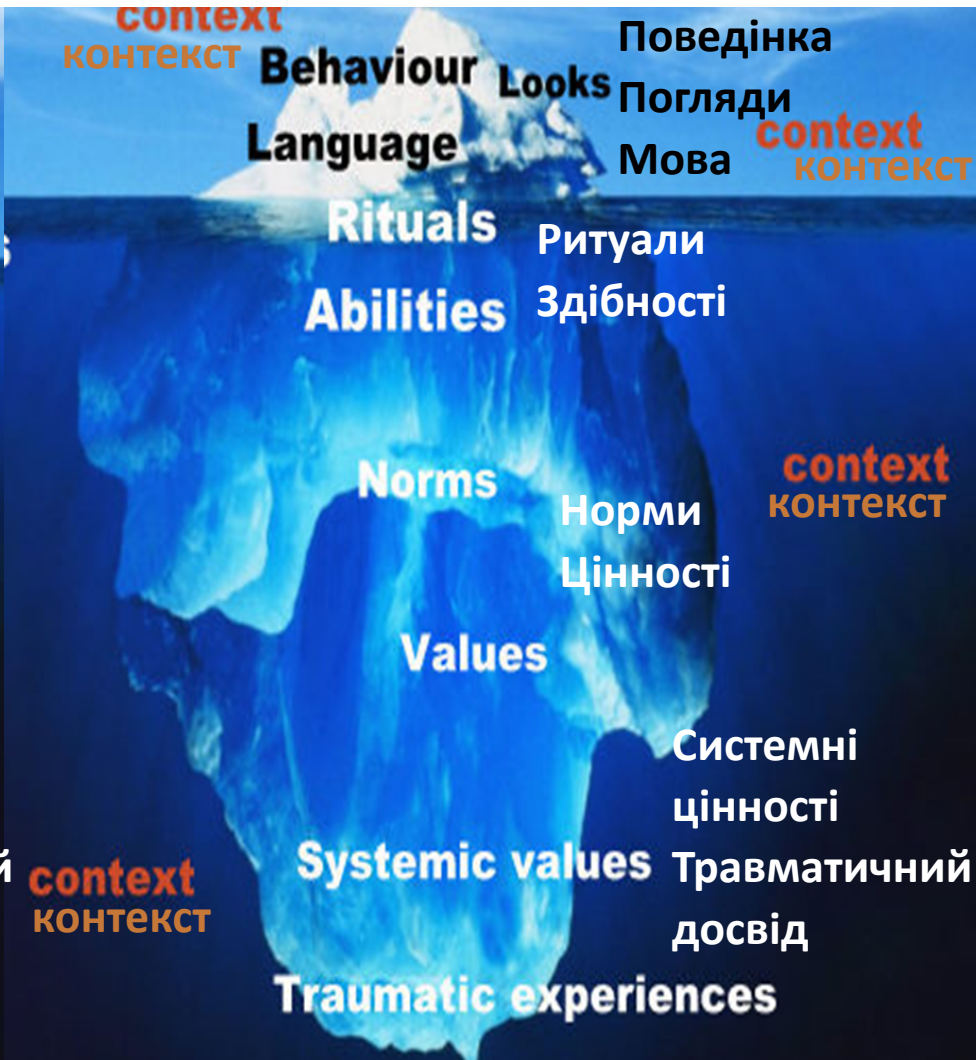 context
контекст
Behaviour
Looks
Language
Поведінка
Погляди
Мова
context
контекст
Rituals
Abilities
Ритуали
Здібності
Norms
Норми
Цінності
context
контекст
Values
Системні
цінності
Травматичний
досвід
Systemic values
context
контекст
Traumatic experiences